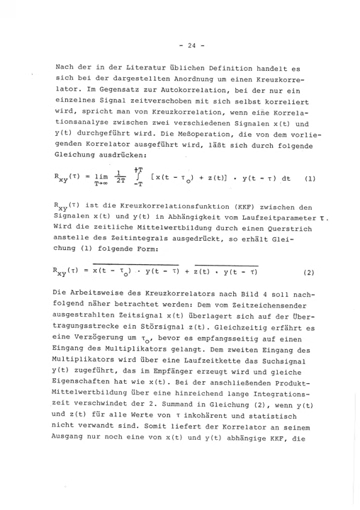 - 24 -
Nach der in der Literatur üblichen Definition handelt es
sich bei der dargestellten Anordnung um einen Kreuzkorre-
lator. Im Gegensatz zur Autokorrelation, bei der nur ein
einzelnes Signal zeitverschoben mit sich selbst korreliert
wird, spricht man von Kreuzkorrelation, wenn eine Korrela-
tionsanalyse zwischen zwei verschiedenen Signalen x(t) und
y(t) durchgeführt wird. Die Meßoperation, die von dem vorlie-
genden Korrelator ausgeführt wird, läßt sich durch folgende
Gleichung ausdrücken:
R_xy(τ) = lim_{T→∞} 1/2T ∫_{-T}^{+T} [x(t - τ_o) + z(t)] · y(t - τ) dt (1)
R_xy(τ) ist die Kreuzkorrelationsfunktion (KKF) zwischen den
Signalen x(t) und y(t) in Abhängigkeit vom Laufzeitparameter τ.
Wird die zeitliche Mittelwertbildung durch einen Querstrich
anstelle des Zeitintegrals ausgedrückt, so erhält Glei-
chung (1) folgende Form:
R_xy(τ) = x(t - τ_o) · y(t - τ) + z(t) · y(t - τ) (2)
Die Arbeitsweise des Kreuzkorrelators nach Bild 4 soll nach-
folgend näher betrachtet werden: Dem vom Zeitzeichensender
ausgestrahlten Zeitsignal x(t) überlagert sich auf der Über-
tragungsstrecke ein Störsignal z(t). Gleichzeitig erfährt es
eine Verzögerung um τ_o, bevor es empfangsseitig auf einen
Eingang des Multiplikators gelangt. Dem zweiten Eingang des
Multiplikators wird über eine Laufzeitkette das Suchsignal
y(t) zugeführt, das im Empfänger erzeugt wird und gleiche
Eigenschaften hat wie x(t). Bei der anschließenden Produkt-
Mittelwertbildung über eine hinreichend lange Integrations-
zeit verschwindet der 2. Summand in Gleichung (2), wenn y(t)
und z(t) für alle Werte von τ inkohärent und statistisch
nicht verwandt sind. Somit liefert der Korrelator an seinem
Ausgang nur noch eine von x(t) und y(t) abhängige KKF, die